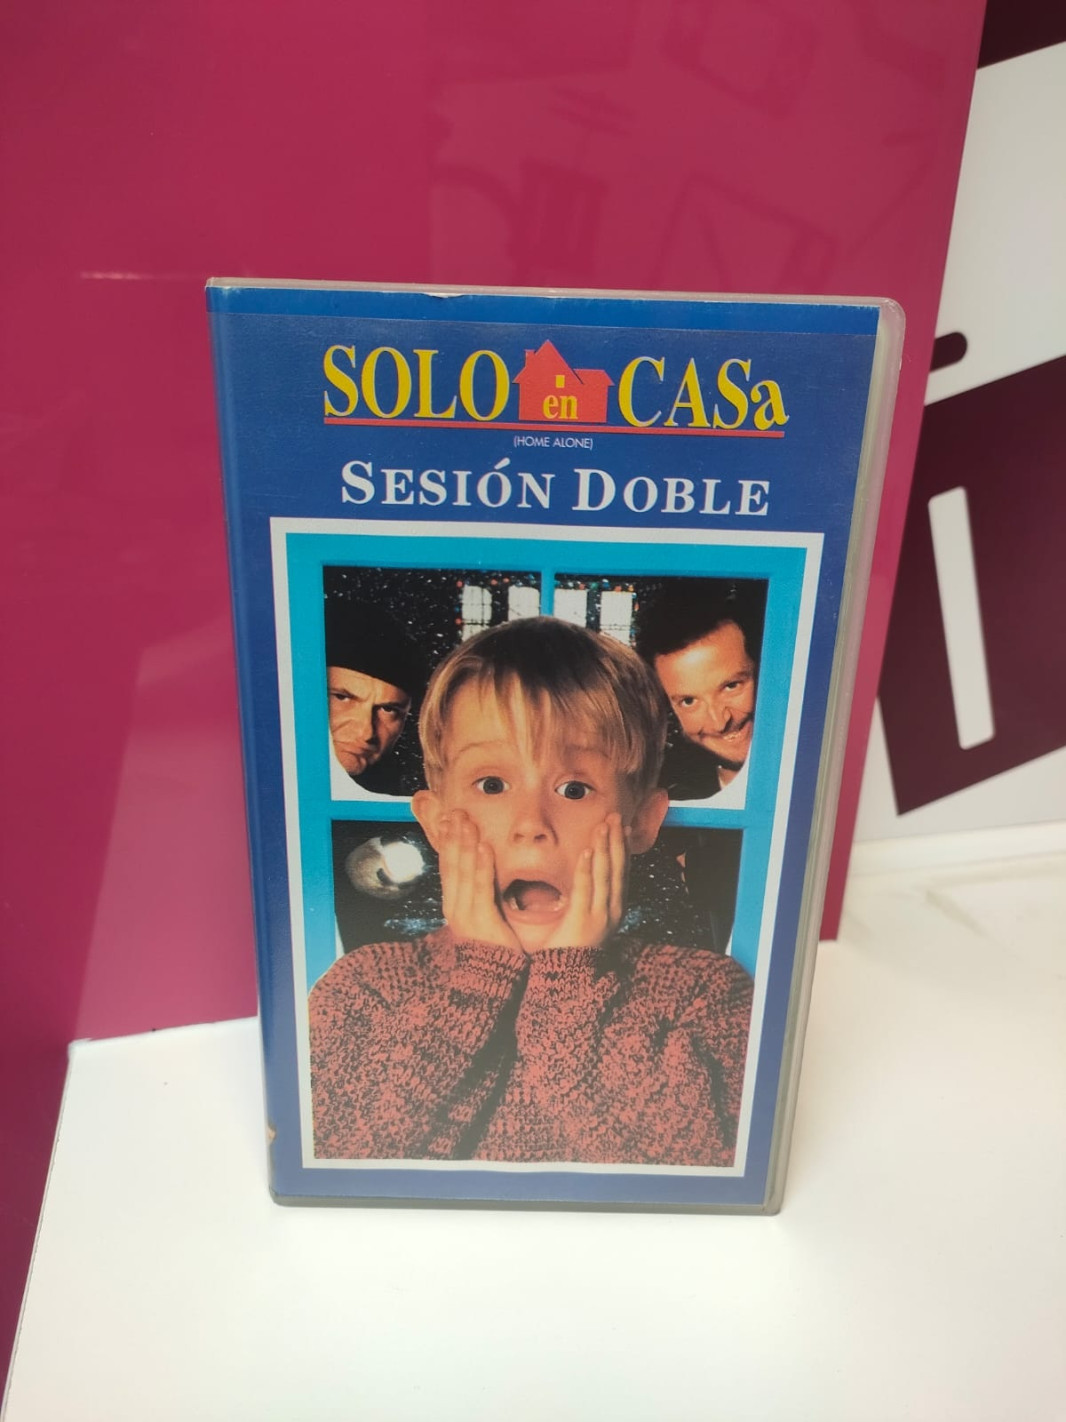 SOLO en CASa
(HOME ALONE)
SESIÓN DOBLE